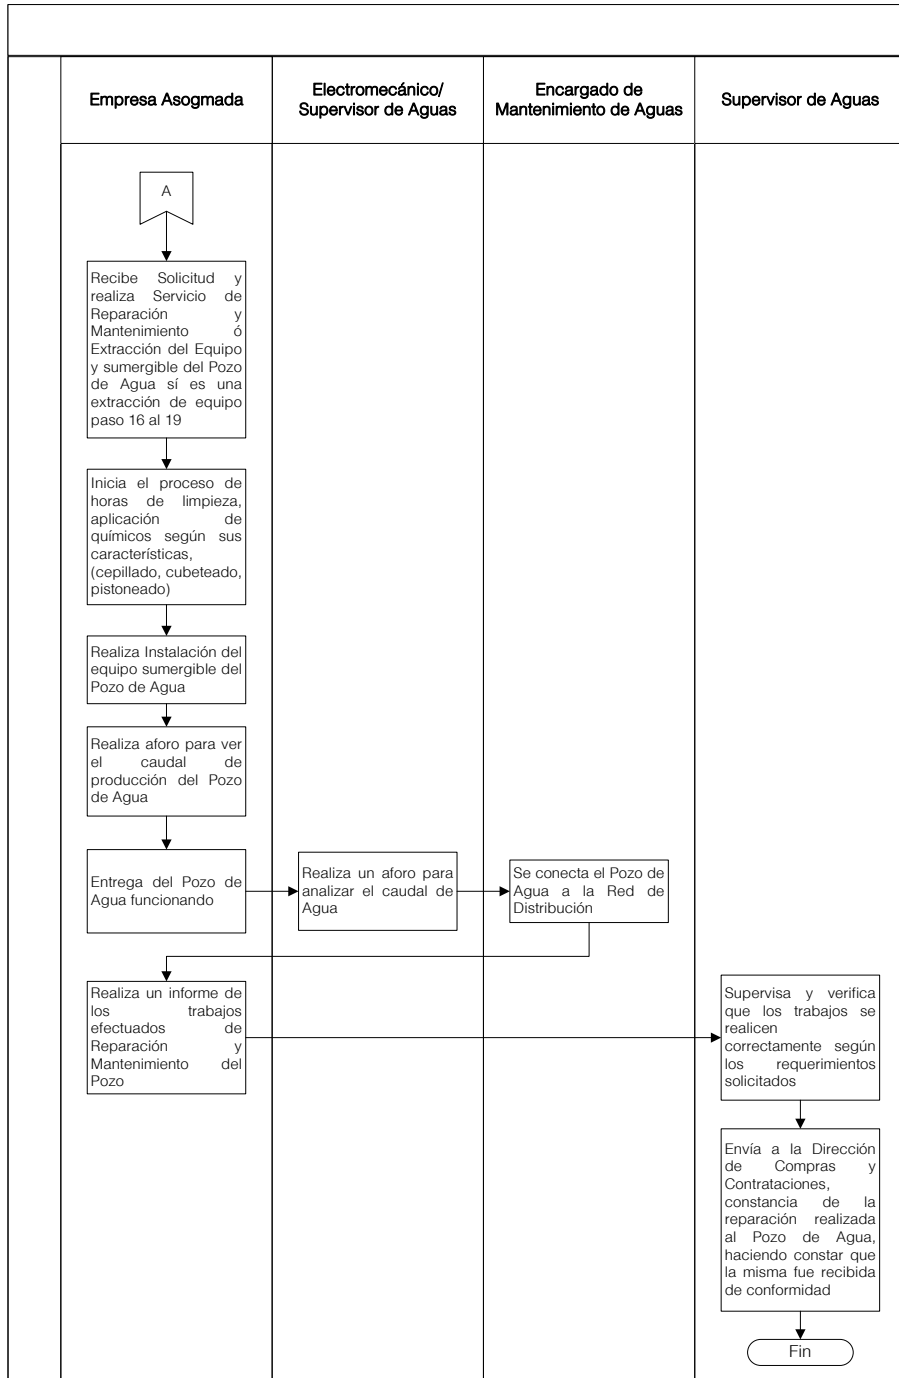 Empresa Asogmada
Electromecánico/
Supervisor de Aguas
Encargado de
Mantenimiento de Aguas
Supervisor de Aguas
A
Recibe Solicitud y
realiza Servicio de
Reparación y
Mantenimiento ó
Extracción del Equipo
y sumergible del Pozo
de Agua sí es una
extracción de equipo
paso 16 al 19
Inicia el proceso de
horas de limpieza,
aplicación de
químicos según sus
características,
(cepillado, cubeteado,
pistoneado)
Realiza Instalación del
equipo sumergible del
Pozo de Agua
Realiza aforo para ver
el caudal de
producción del Pozo
de Agua
Entrega del Pozo de
Agua funcionando
Realiza un aforo para
analizar el caudal de
Agua
Se conecta el Pozo de
Agua a la Red de
Distribución
Realiza un informe de
los trabajos
efectuados de
Reparación y
Mantenimiento del
Pozo
Supervisa y verifica
que los trabajos se
realicen
correctamente según
los requerimientos
solicitados
Envía a la Dirección
de Compras y
Contrataciones,
constancia de la
reparación realizada
al Pozo de Agua,
haciendo constar que
la misma fue recibida
de conformidad
Fin